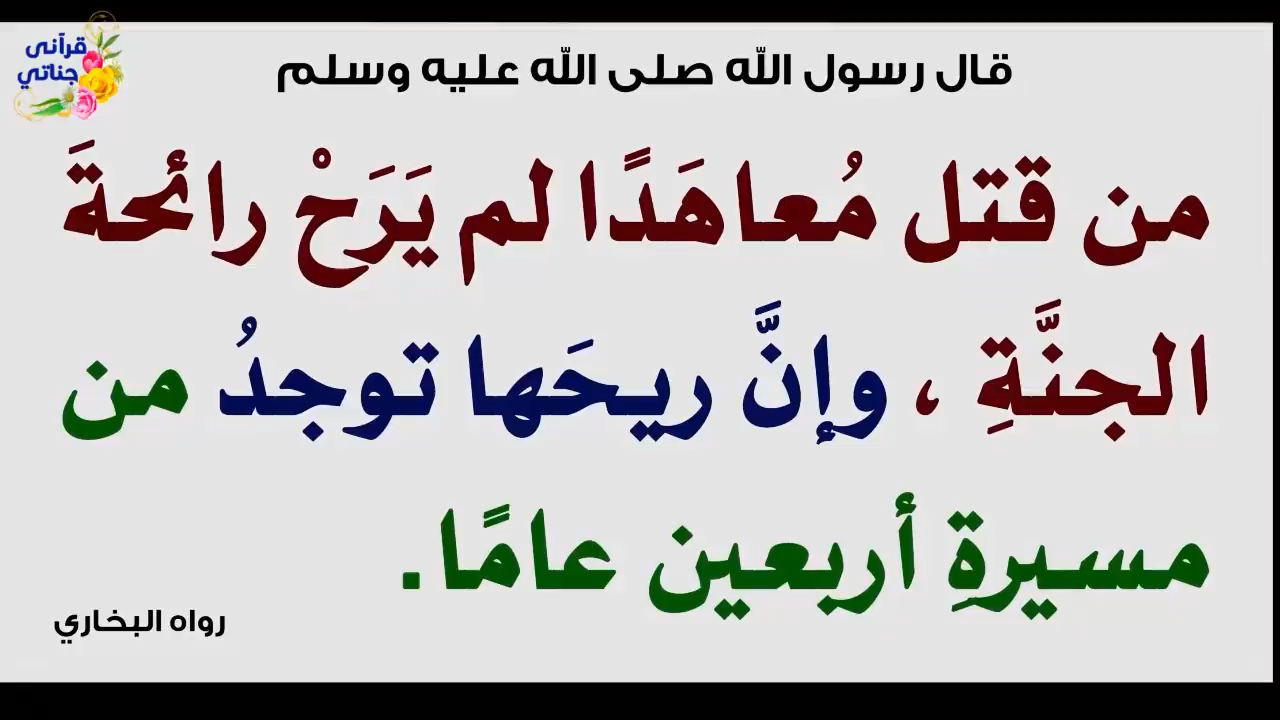 قرآنى
جناتي
قال رسول الله صلى الله عليه وسلم
من قتل مُعاهَدًا لم يَرَحْ رائحةَ
الجنَّةِ ، وإنَّ ريحَها توجدُ من
مسيرةِ أربعين عامًا.
رواه البخاري